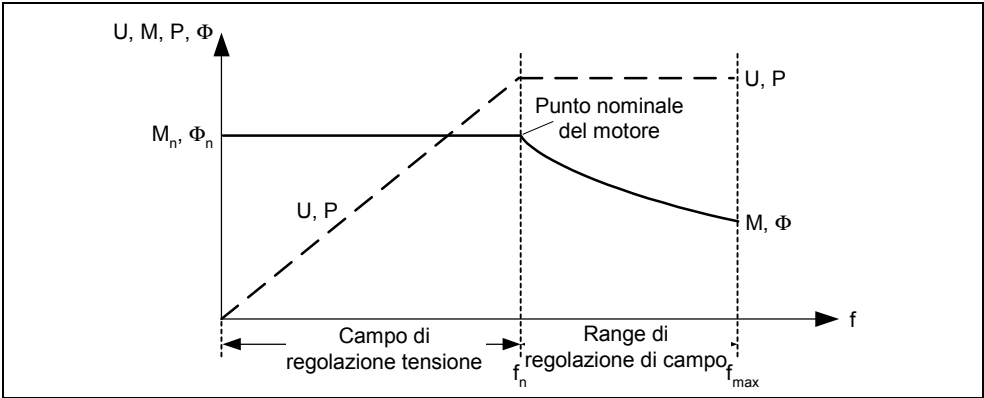 U, M, P, Φ
U, P
Punto nominale
del motore
Mn, Φn
U, P
M, Φ
f
Campo di
regolazione tensione
Range di
regolazione di campo
fn
fmax